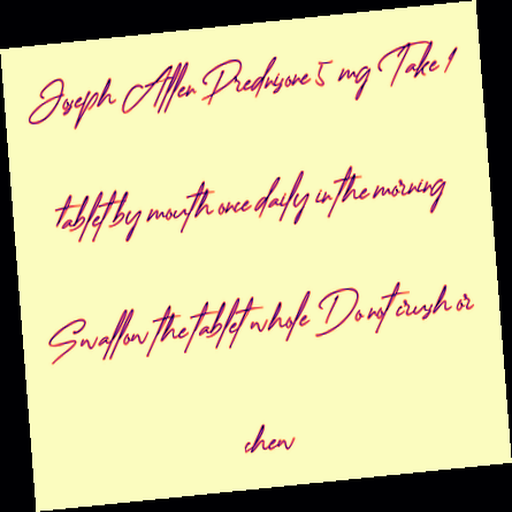 Joseph Allen Prednisone 5 mg Take 1
tablet by mouth once daily in the morning
Swallow the tablet whole Do not crush or
chew